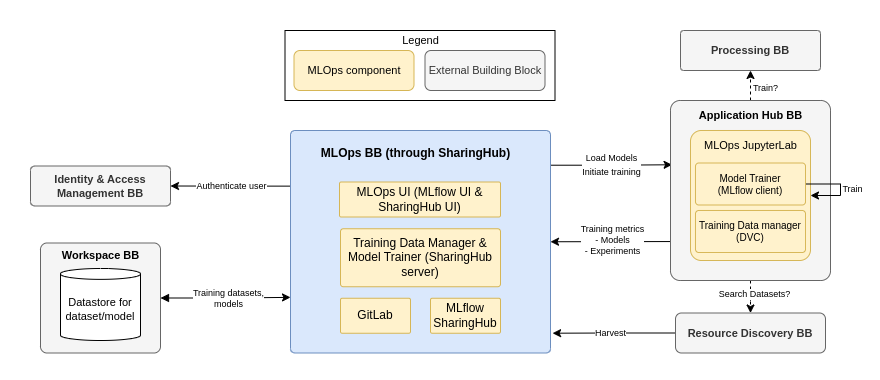 Legend
MLOps component
External Building Block
Processing BB
Train?
Application Hub BB
MLOps JupyterLab
Model Trainer
(MLflow client)
Train
Training Data manager
(DVC)
MLOps BB (through SharingHub)
MLOps UI (MLflow UI &
SharingHub UI)
Training Data Manager &
Model Trainer (SharingHub
server)
GitLab
MLflow
SharingHub
Load Models
Initiate training
Training metrics
- Models
- Experiments
Identity & Access
Management BB
Authenticate user
Workspace BB
Datastore for
dataset/model
Training datasets,
models
Search Datasets?
Harvest
Resource Discovery BB